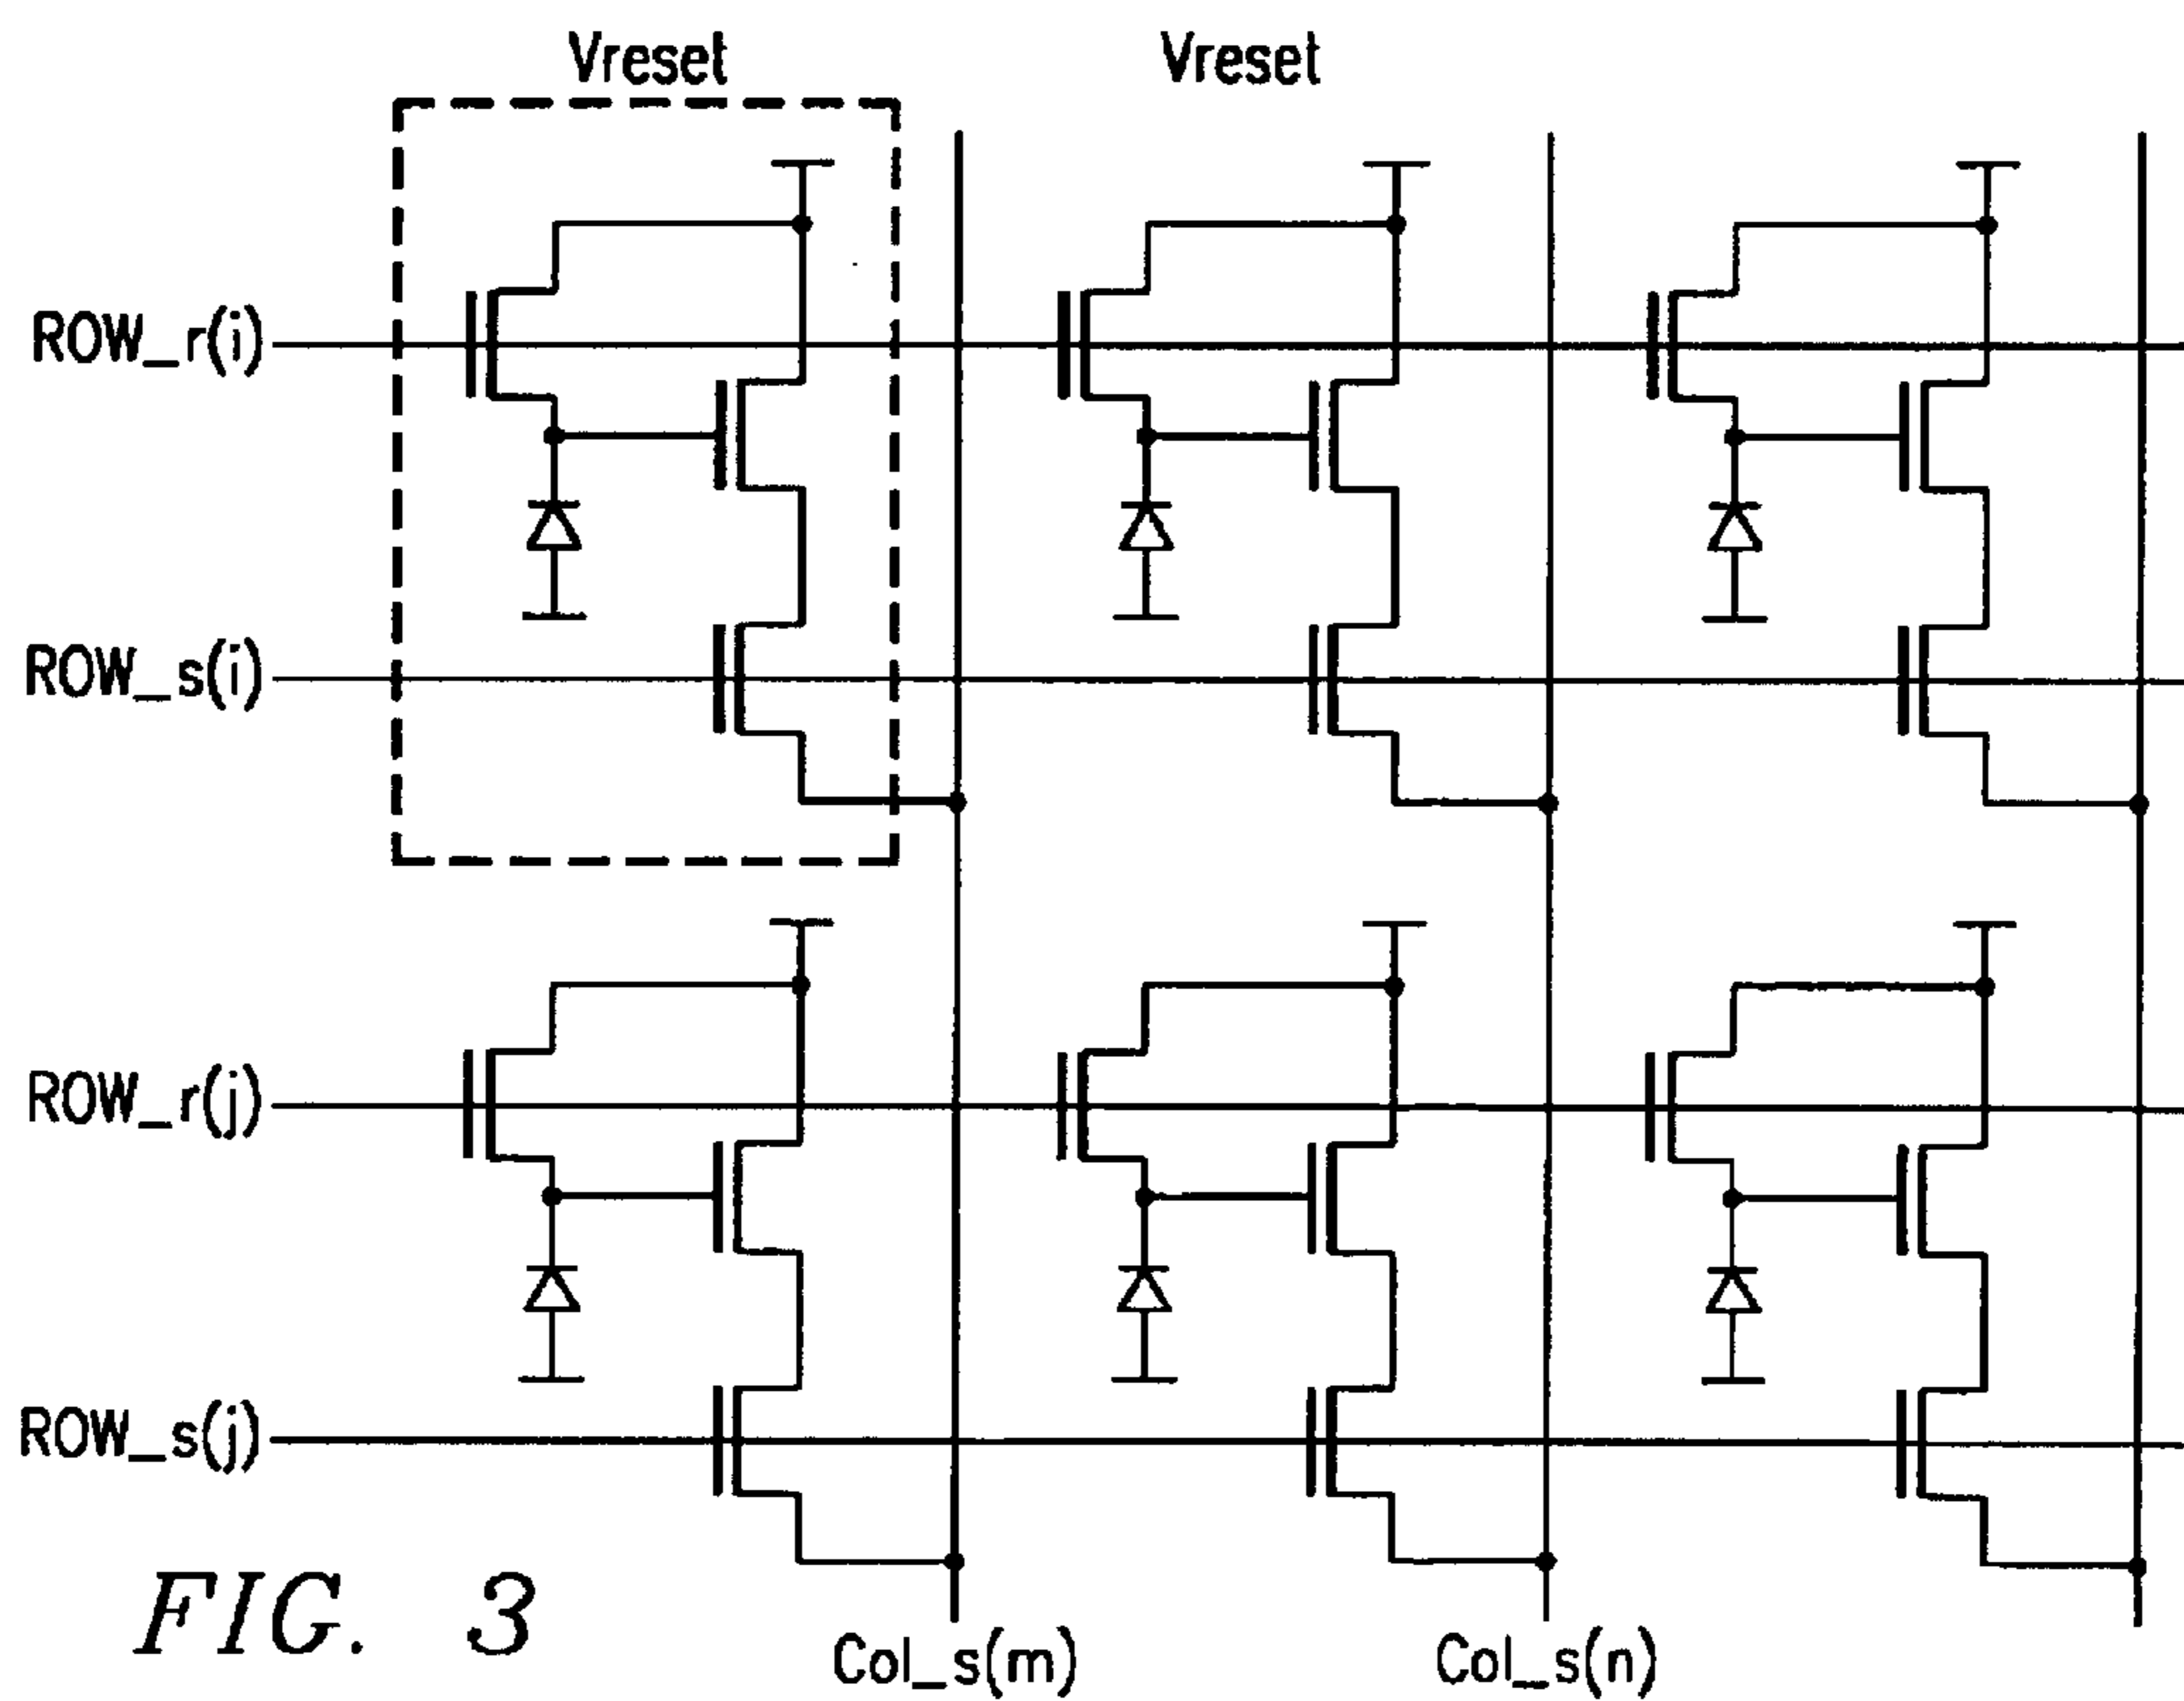 Vreset
Vreset
ROW_r(i)
ROW_s(i)
ROW_r(j)
ROW_s(j)
FIG. 3
Col_s(m)
Col_s(n)